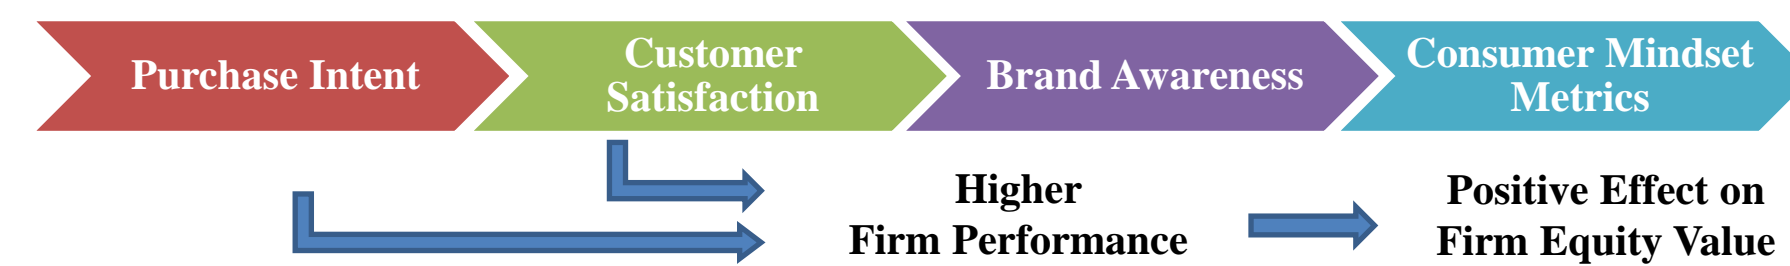 Purchase Intent
Customer
Satisfaction
Brand Awareness
Consumer Mindset
Metrics
Higher
Firm Performance
Positive Effect on
Firm Equity Value